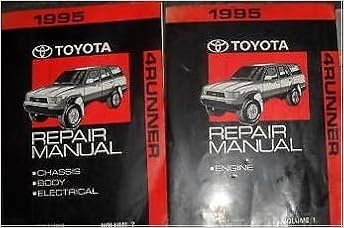 1995
TOYOTA
4RUNNER
REPAIR
MANUAL
CHASSIS
BODY
ELECTRICAL
1995
TOYOTA
4RUNNER
REPAIR
MANUAL
ENGINE
VOLUME 1